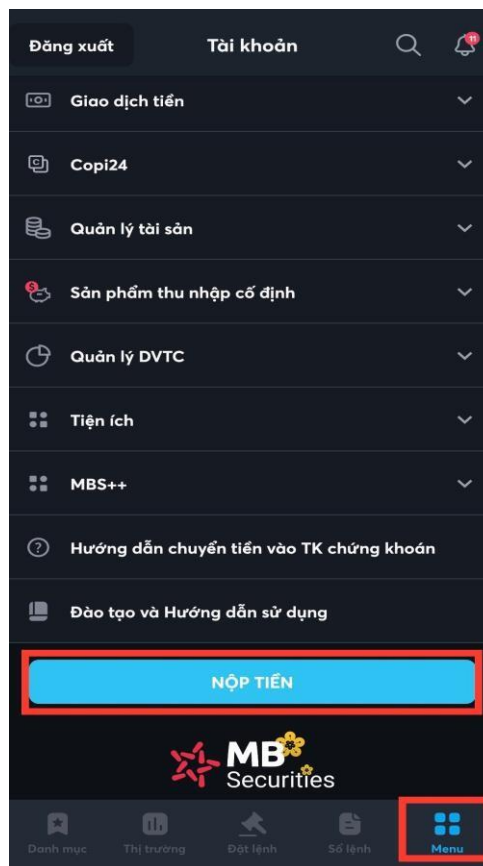 Đăng xuất
Tài khoản
11
Giao dịch tiền
Copi24
Quản lý tài sản
Sản phẩm thu nhập cố định
Quản lý DVTC
Tiện ích
MBS++
Hướng dẫn chuyển tiền vào TK chứng khoán
Đào tạo và Hướng dẫn sử dụng
NỘP TIỀN
MB
Securities
Danh mục
Thị trường
Đặt lệnh
Sổ lệnh
Menu